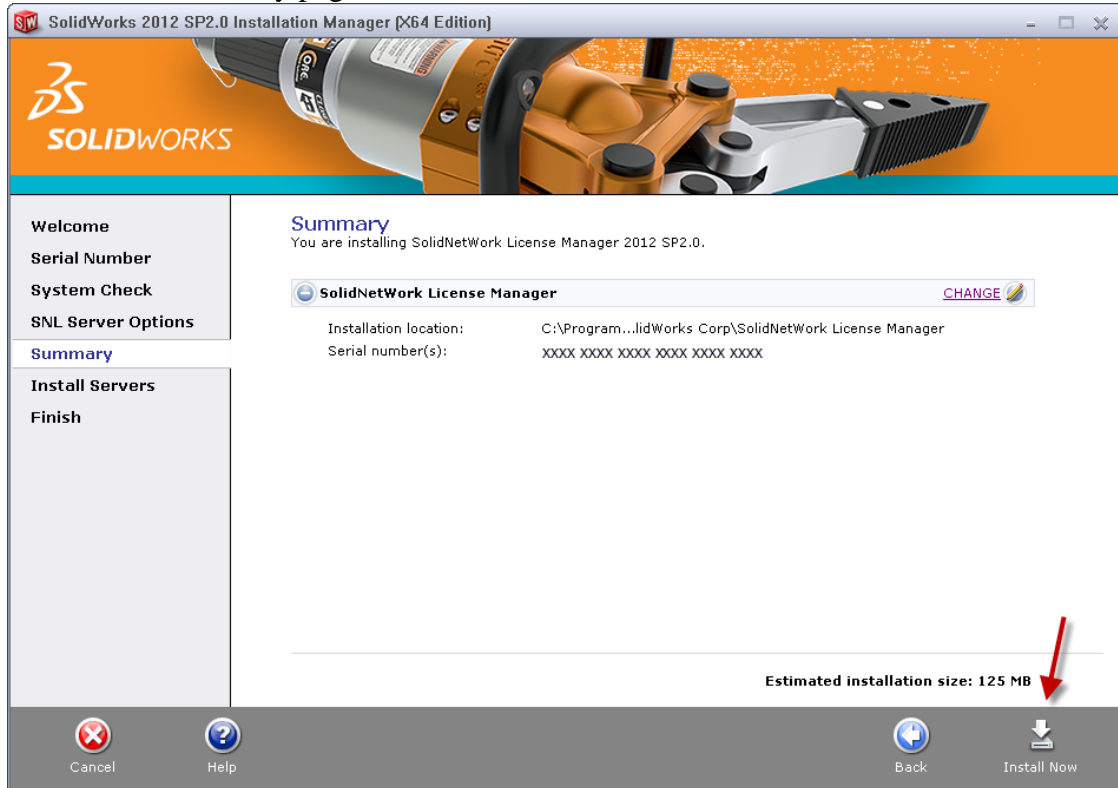 SolidWorks 2012 SP2.0 Installation Manager (X64 Edition)
SOLIDWORKS
Welcome
Serial Number
System Check
SNL Server Options
Summary
Install Servers
Finish
Summary
You are installing SolidNetWork License Manager 2012 SP2.0.
SolidNetWork License Manager CHANGE
Installation location: C:\Program...lidWorks Corp\SolidNetWork License Manager
Serial number(s): XXXX XXXX XXXX XXXX XXXX XXXX
Estimated installation size: 125 MB
Cancel Help Back Install Now